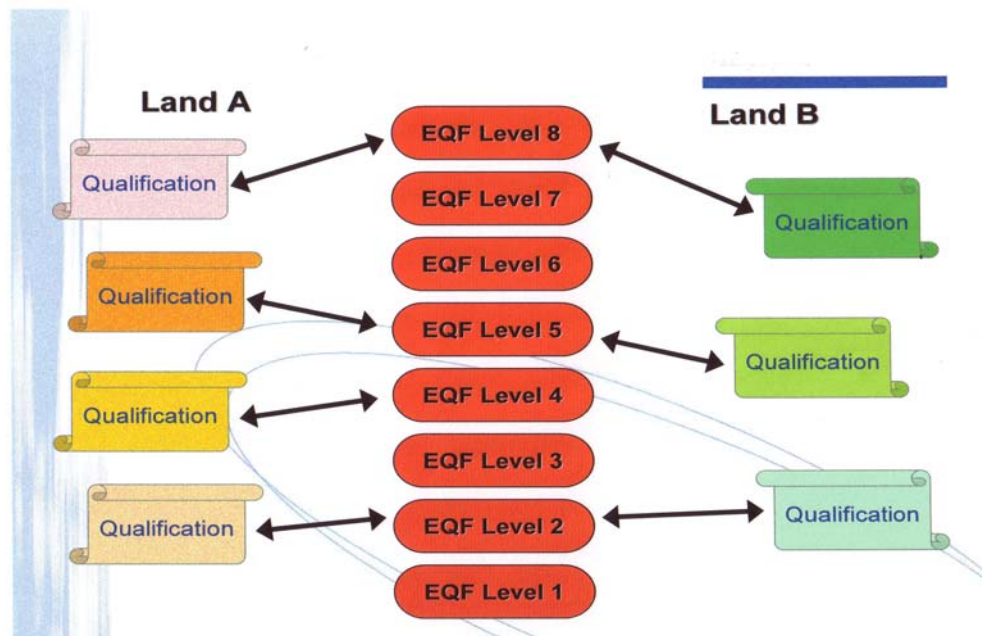 Land A
Land B
EQF Level 8
Qualification
EQF Level 7
Qualification
EQF Level 6
Qualification
EQF Level 5
Qualification
EQF Level 4
Qualification
EQF Level 3
Qualification
EQF Level 2
Qualification
Qualification
EQF Level 1